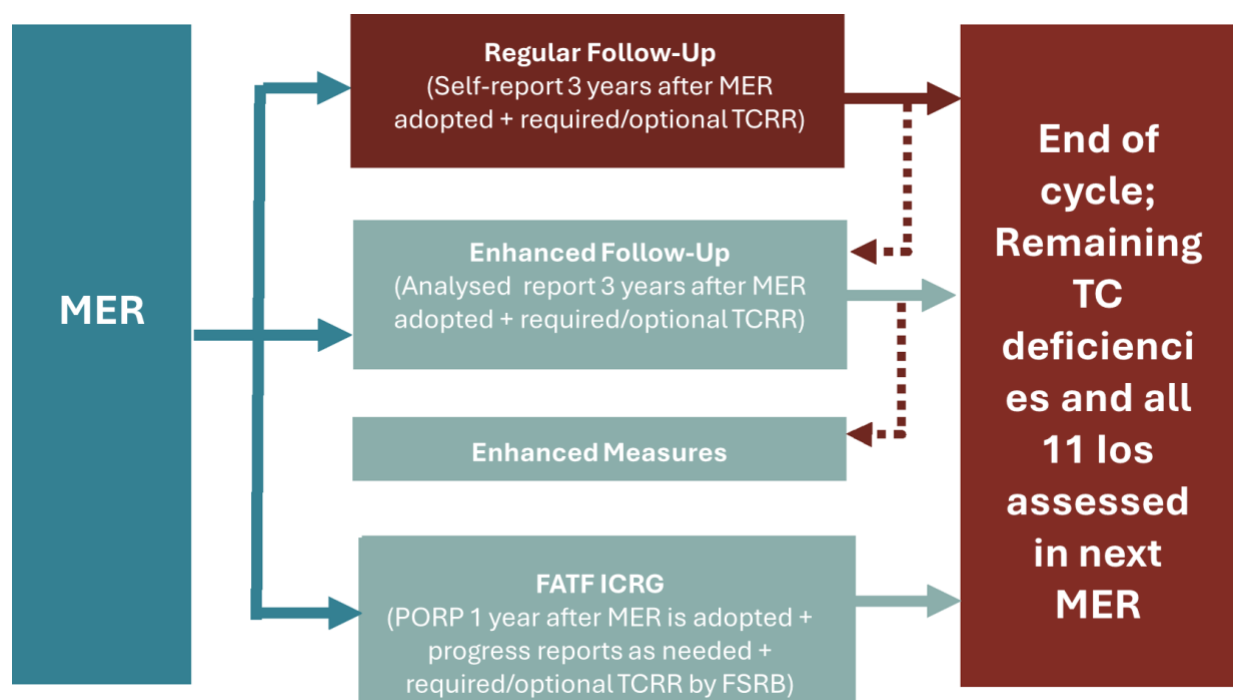 MER
Regular Follow-Up
(Self-report 3 years after MER
adopted + required/optional TCRR)
Enhanced Follow-Up
(Analysed report 3 years after MER
adopted + required/optional TCRR)
Enhanced Measures
FATF ICRG
(PORP 1 year after MER is adopted +
progress reports as needed +
required/optional TCRR by FSRB)
End of
cycle;
Remaining
TC
deficienci
es and all
11 Ios
assessed
in next
MER